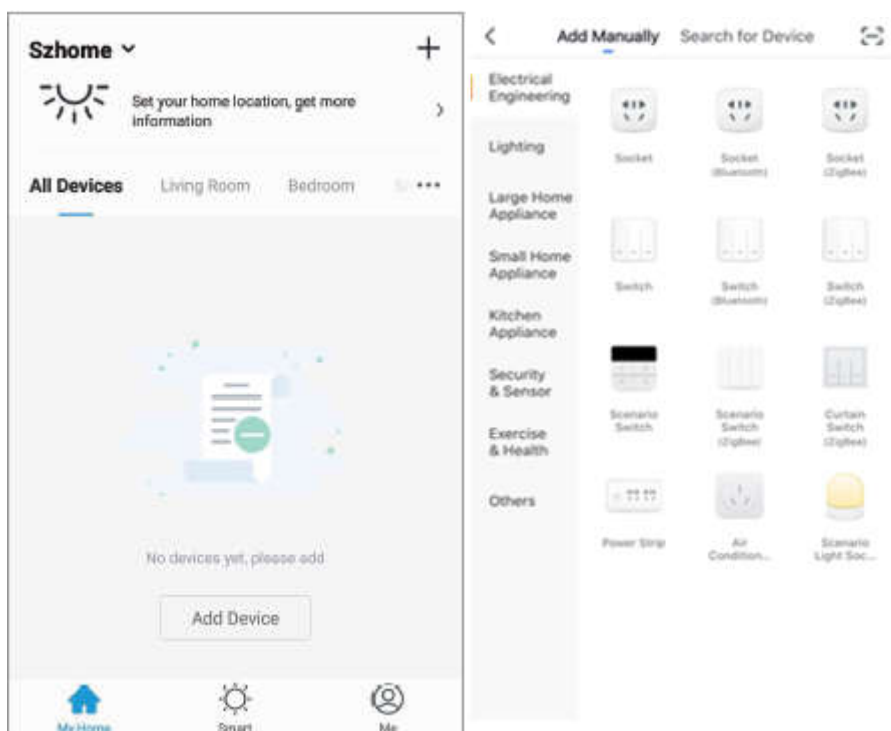 Szhome
Set your home location, get more
information
All Devices Living Room Bedroom
No devices yet, please add
Add Device
My Home Smart Me
Add Manually Search for Device
Electrical
Engineering
Lighting
Large Home
Appliance
Small Home
Appliance
Kitchen
Appliance
Security
& Sensor
Exercise
& Health
Others
Socket
Socket
(Bluetooth)
Socket
(ZigBee)
Switch
Switch
(Bluetooth)
Switch
(ZigBee)
Scenario
Switch
Scenario
Switch
(ZigBee)
Curtain
Switch
(ZigBee)
Power Strip
Air
Condition...
Scenario
Light Soc...